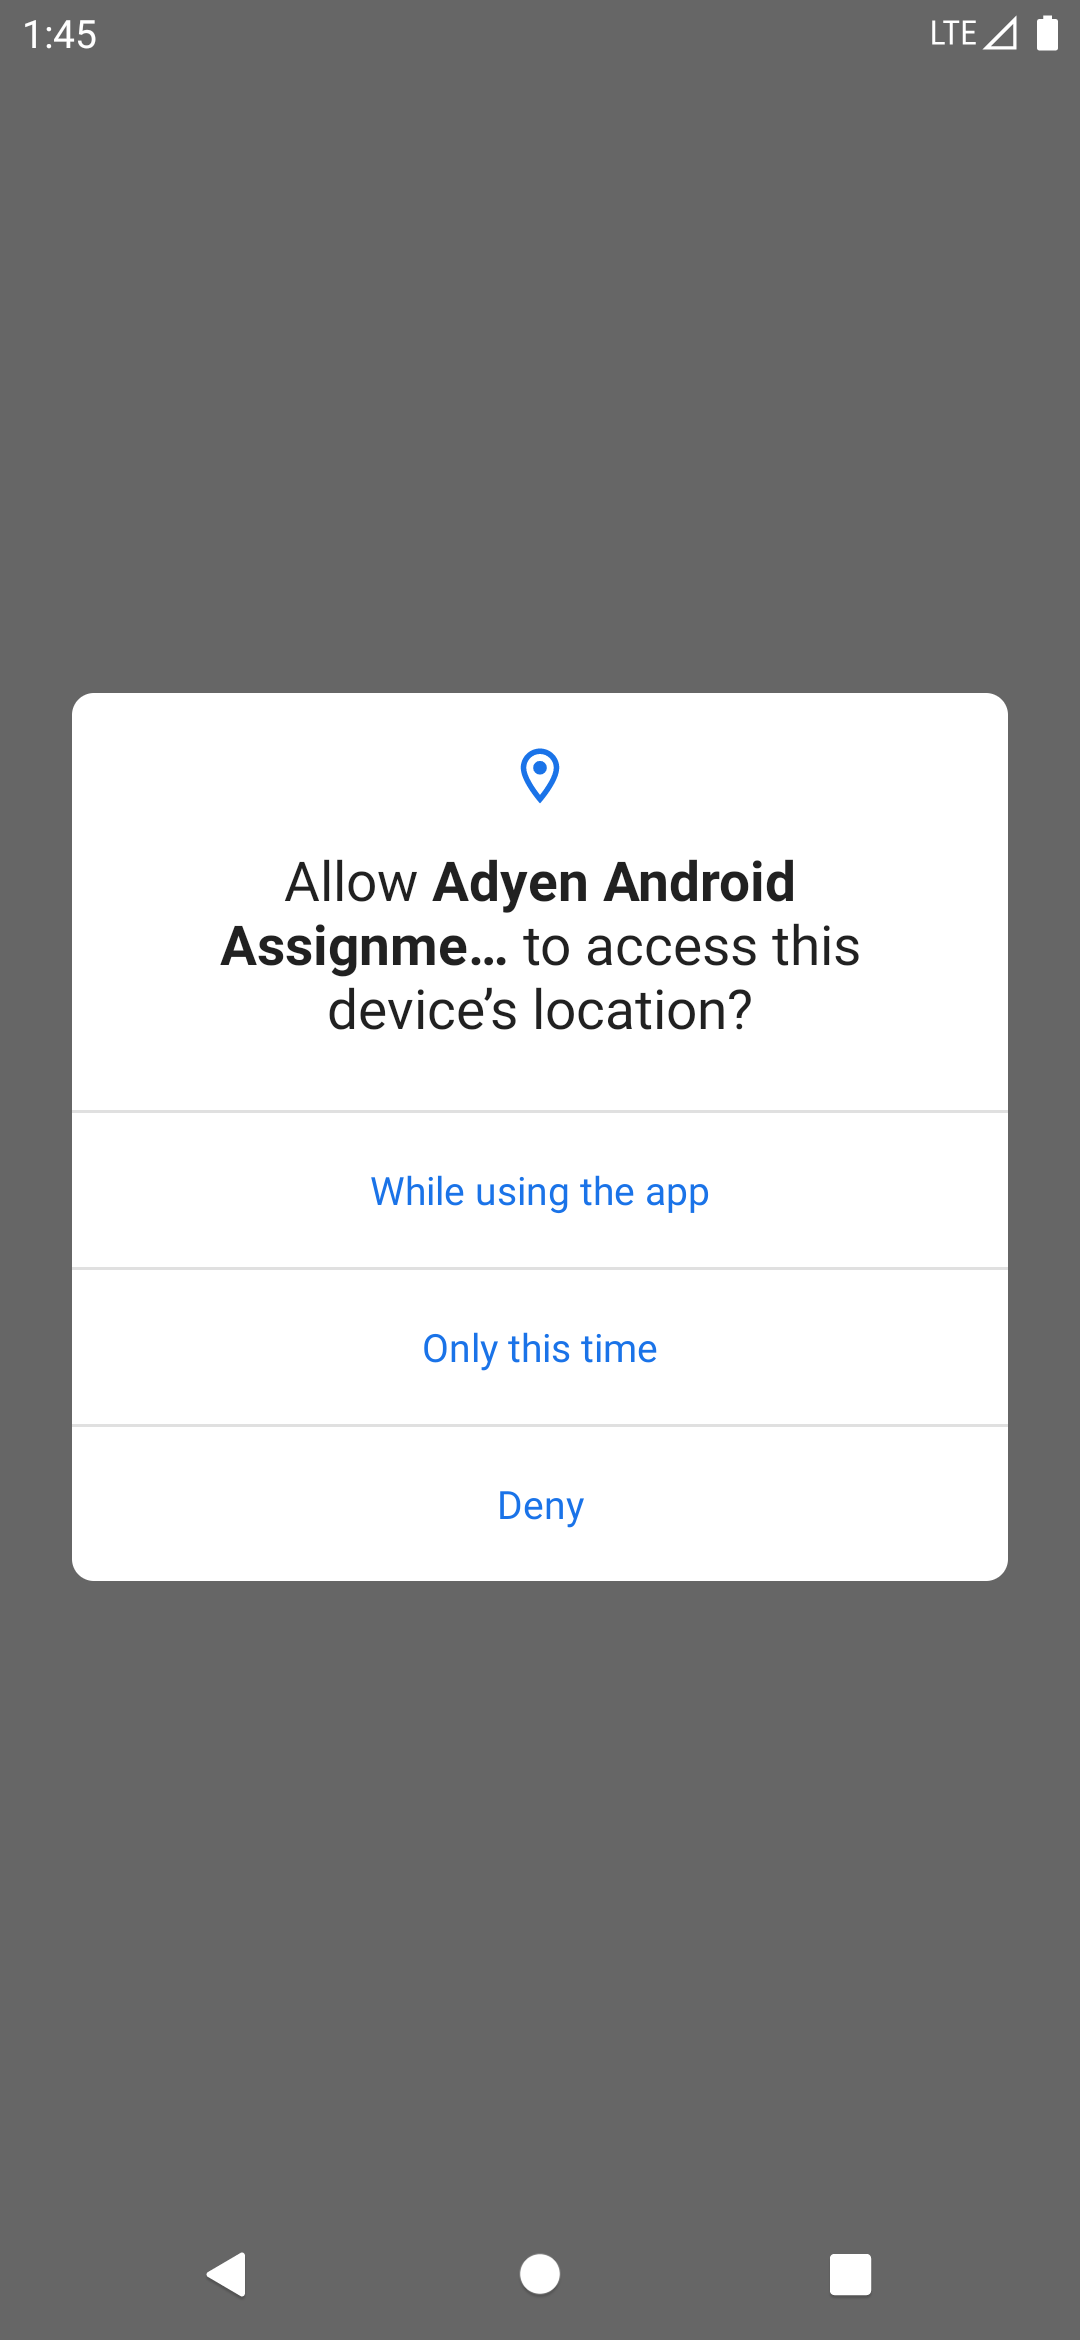 1:45
LTE
Allow Adyen Android
Assignme… to access this
device’s location?
While using the app
Only this time
Deny